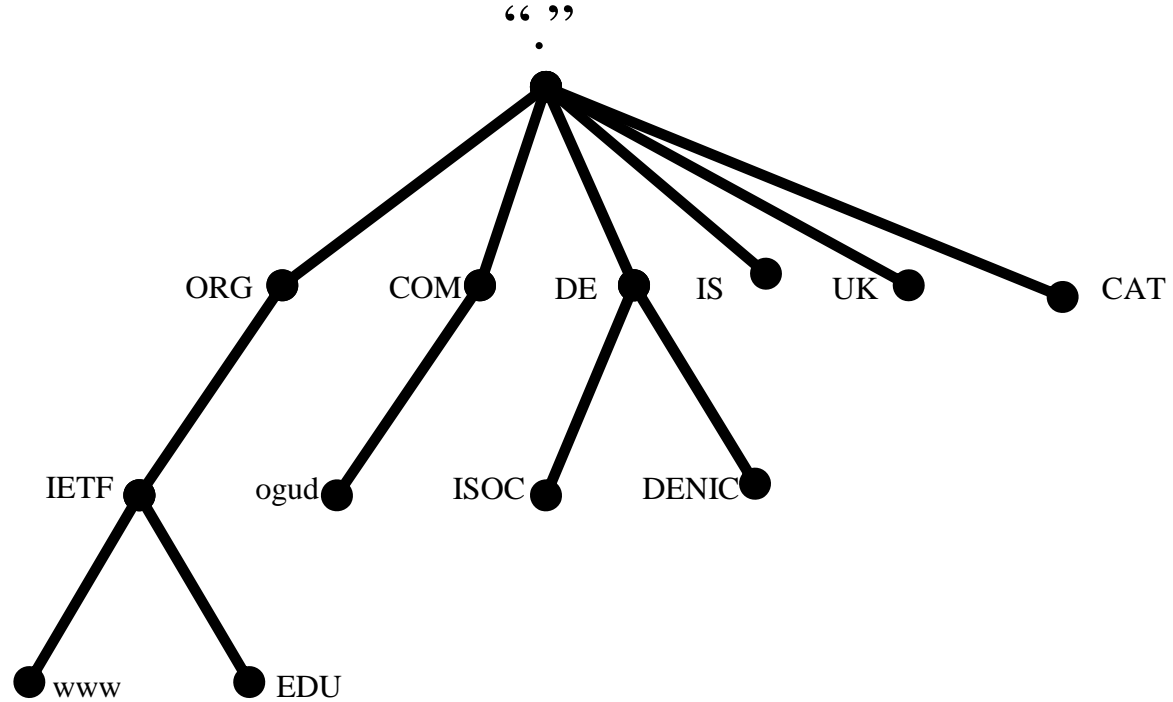 “.”
ORG COM DE IS UK CAT
IETF ogud ISOC DENIC
www EDU